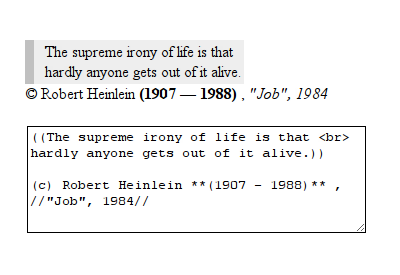 The supreme irony of life is that
hardly anyone gets out of it alive.
© Robert Heinlein (1907 — 1988) , "Job", 1984
((The supreme irony of life is that <br>
hardly anyone gets out of it alive.))
(c) Robert Heinlein **(1907 - 1988)** ,
//"Job", 1984//